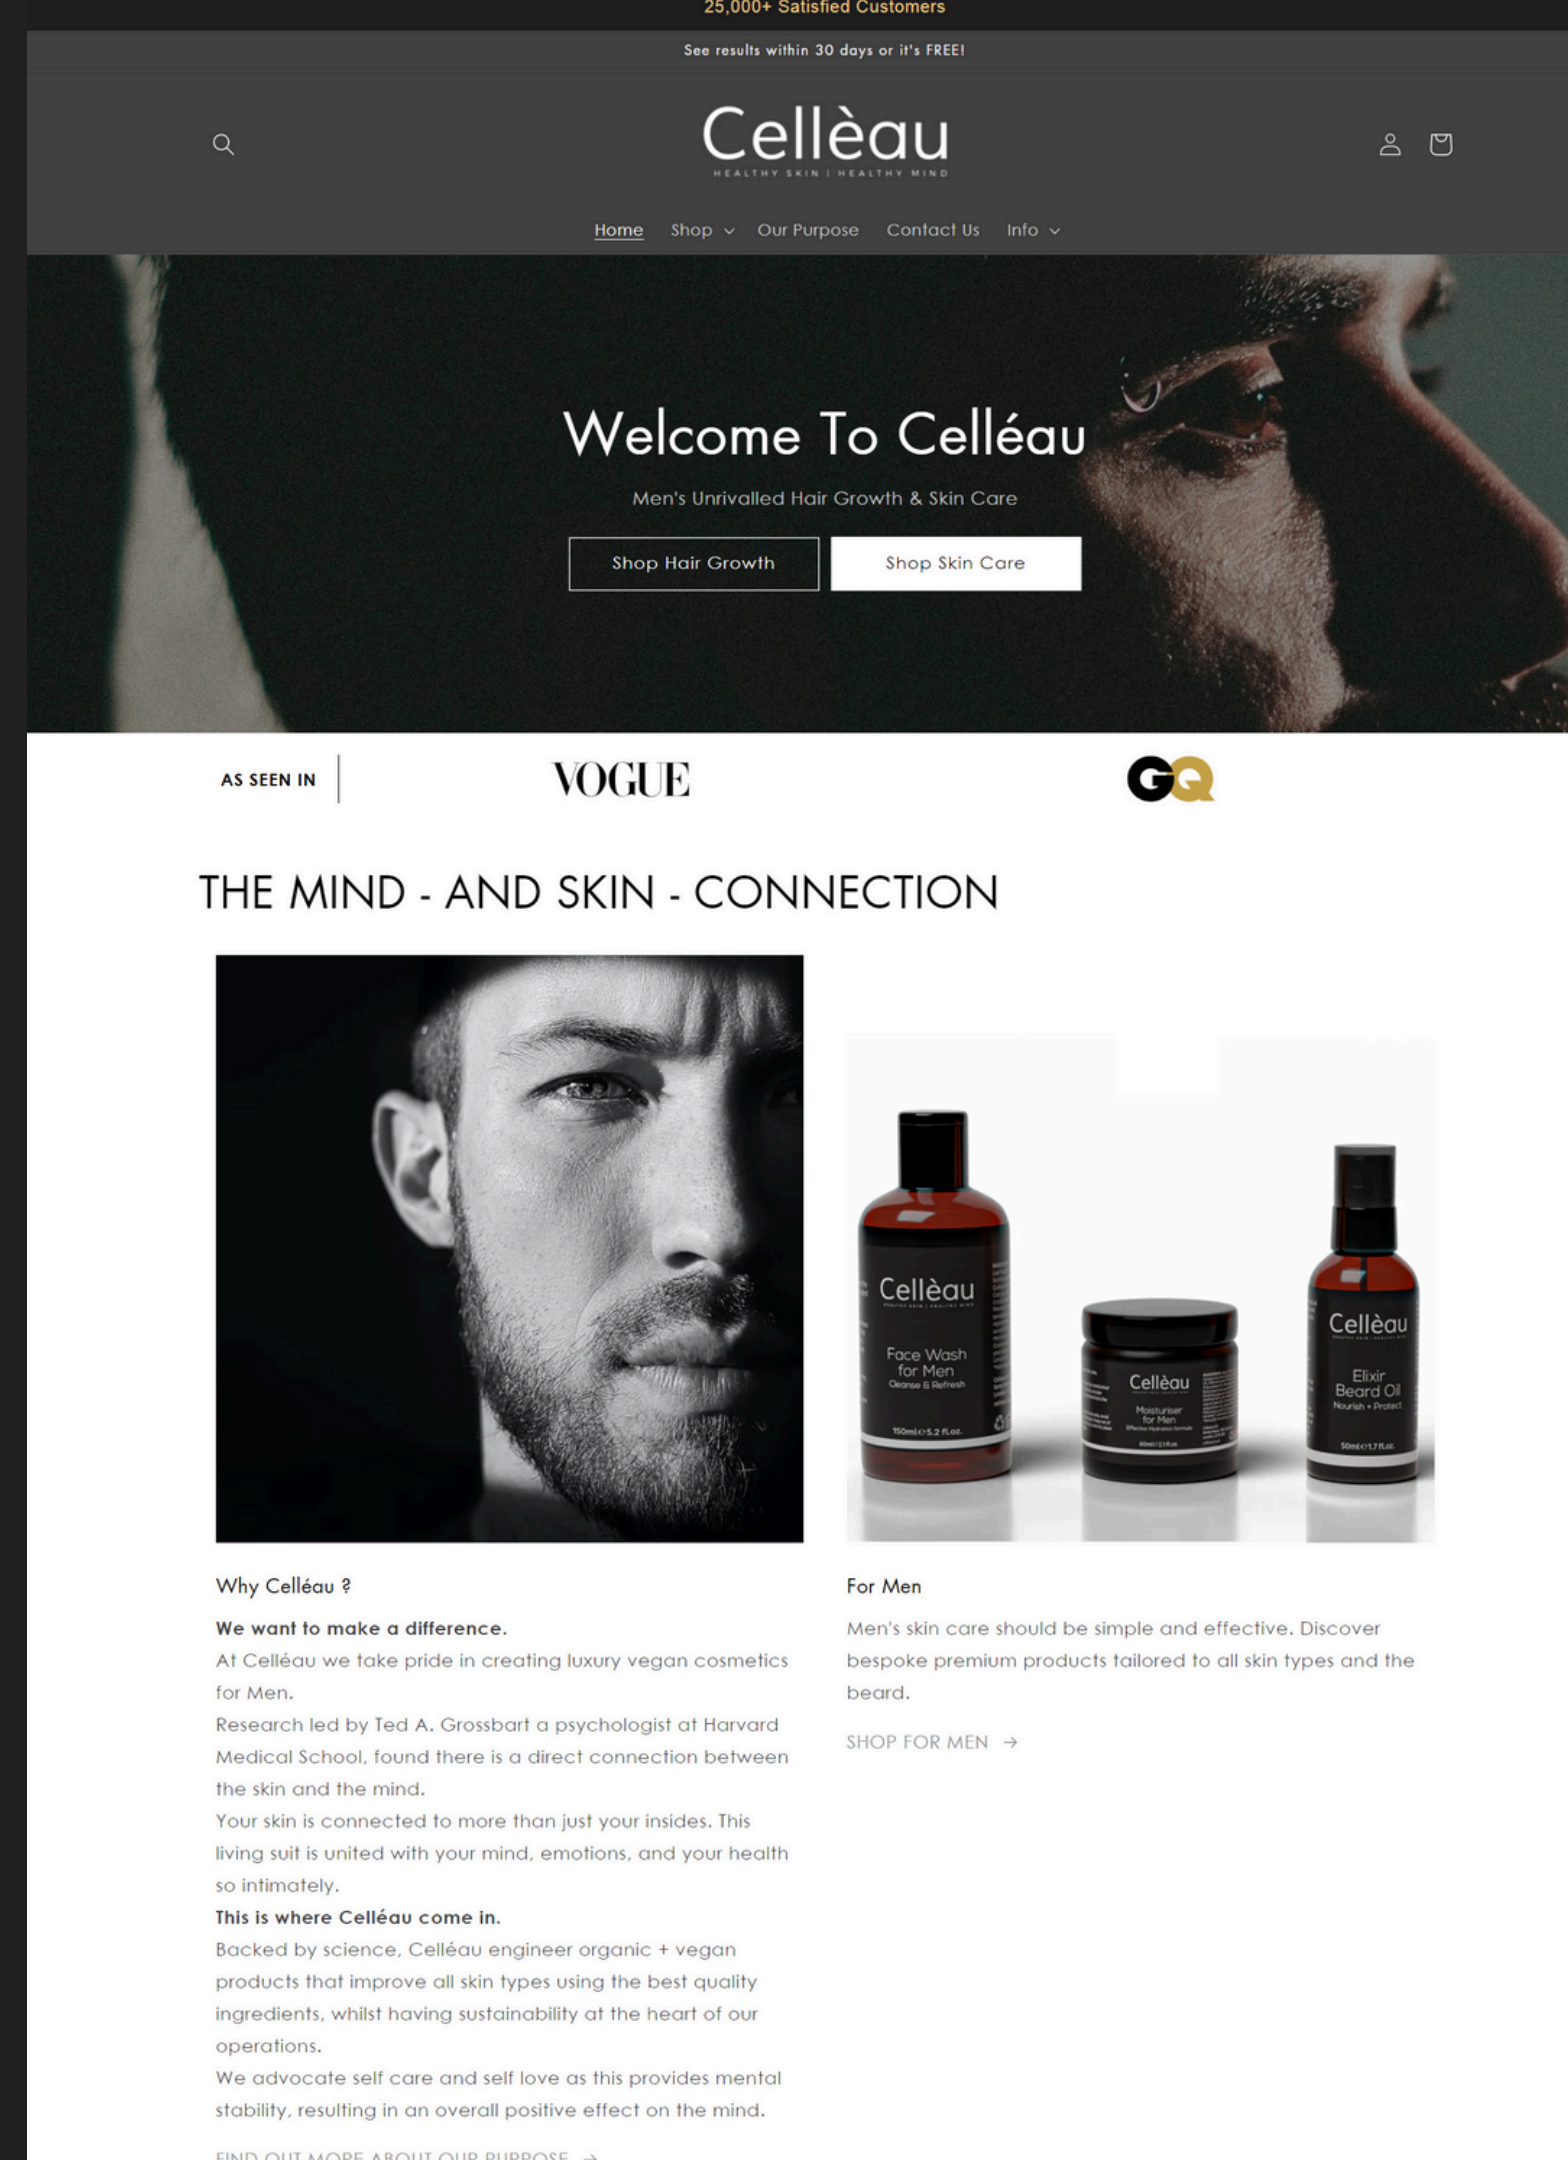 25,000+ Satisfied Customers
See results within 30 days or it's FREE!
Cellèau
HEALTHY SKIN | HEALTHY MIND
Home Shop Our Purpose Contact Us Info
Welcome To Celléau
Men's Unrivalled Hair Growth & Skin Care
Shop Hair Growth Shop Skin Care
AS SEEN IN VOGUE GQ
THE MIND - AND SKIN - CONNECTION
Cellèau
HEALTHY SKIN | HEALTHY MIND
Face Wash
for Men
Cleanse & Refresh
150ml℮5.2 fl.oz.
Cellèau
Moisturiser
for Men
Effective Hydration Formula
Cellèau
Elixir
Beard Oil
Nourish + Protect
50ml℮1.7 fl.oz.
Why Celléau ?
We want to make a difference.
At Celléau we take pride in creating luxury vegan cosmetics
for Men.
Research led by Ted A. Grossbart a psychologist at Harvard
Medical School, found there is a direct connection between
the skin and the mind.
Your skin is connected to more than just your insides. This
living suit is united with your mind, emotions, and your health
so intimately.
This is where Celléau come in.
Backed by science, Celléau engineer organic + vegan
products that improve all skin types using the best quality
ingredients, whilst having sustainability at the heart of our
operations.
We advocate self care and self love as this provides mental
stability, resulting in an overall positive effect on the mind.
FIND OUT MORE ABOUT OUR PURPOSE →
For Men
Men's skin care should be simple and effective. Discover
bespoke premium products tailored to all skin types and the
beard.
SHOP FOR MEN →